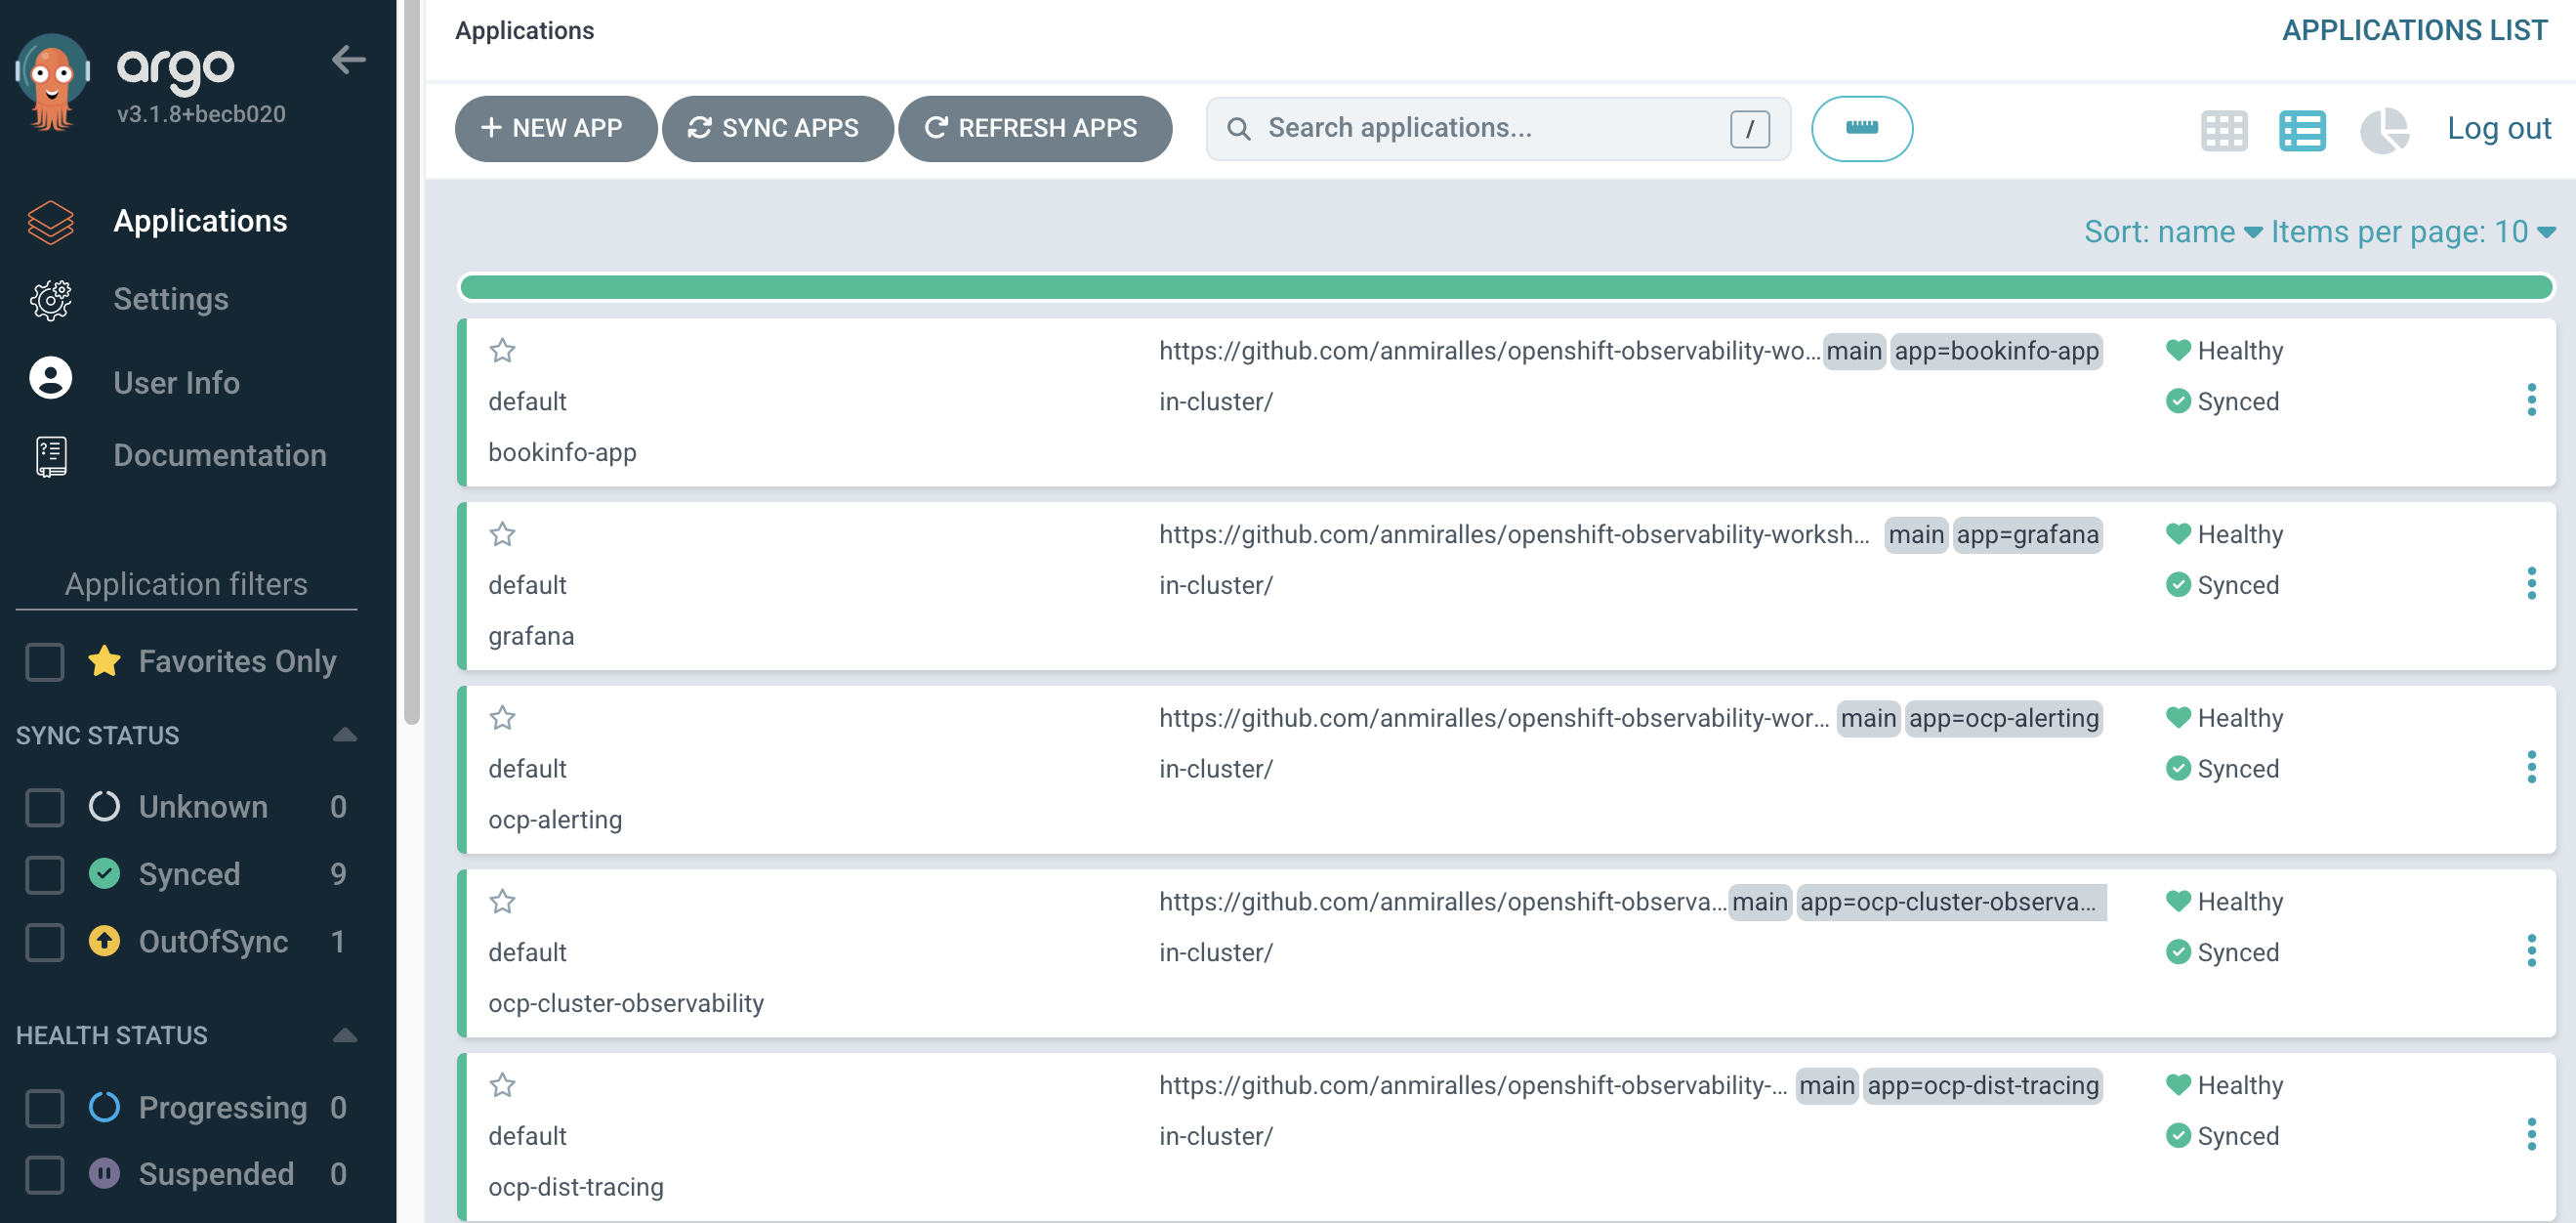 argo
v3.1.8+becb020
Applications
Settings
User Info
Documentation
Application filters
Favorites Only
SYNC STATUS
Unknown 0
Synced 9
OutOfSync 1
HEALTH STATUS
Progressing 0
Suspended 0
Applications
APPLICATIONS LIST
NEW APP SYNC APPS REFRESH APPS Search applications... / Log out
Sort: name Items per page: 10
https://github.com/anmiralles/openshift-observability-wo... main app=bookinfo-app Healthy
default in-cluster/ Synced
bookinfo-app
https://github.com/anmiralles/openshift-observability-worksh... main app=grafana Healthy
default in-cluster/ Synced
grafana
https://github.com/anmiralles/openshift-observability-wor... main app=ocp-alerting Healthy
default in-cluster/ Synced
ocp-alerting
https://github.com/anmiralles/openshift-observa... main app=ocp-cluster-observa... Healthy
default in-cluster/ Synced
ocp-cluster-observability
https://github.com/anmiralles/openshift-observability-... main app=ocp-dist-tracing Healthy
default in-cluster/ Synced
ocp-dist-tracing